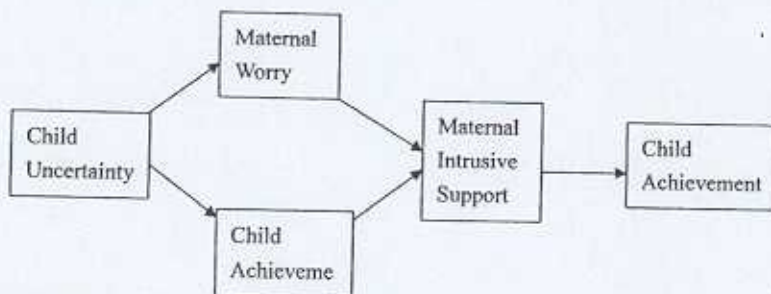 Maternal
Worry
Child
Uncertainty
Maternal
Intrusive
Support
Child
Achievement
Child
Achieveme